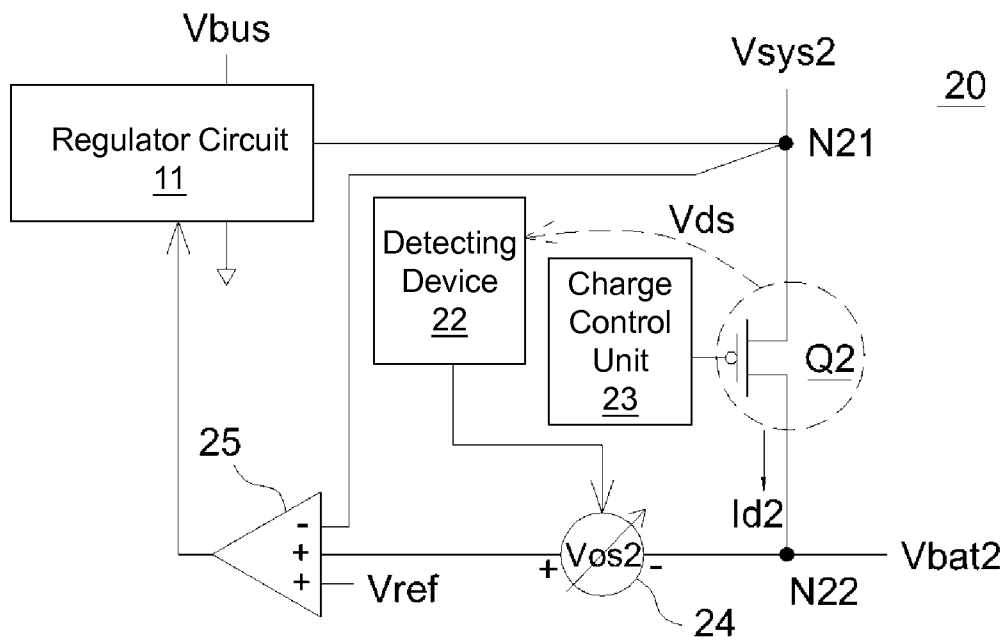 Vbus
Vsys2
20
Regulator Circuit
11
N21
Vds
Detecting
Device
22
Charge
Control
Unit
23
Q2
25
Id2
-
+
+
Vref
+
Vos2
-
Vbat2
N22
24